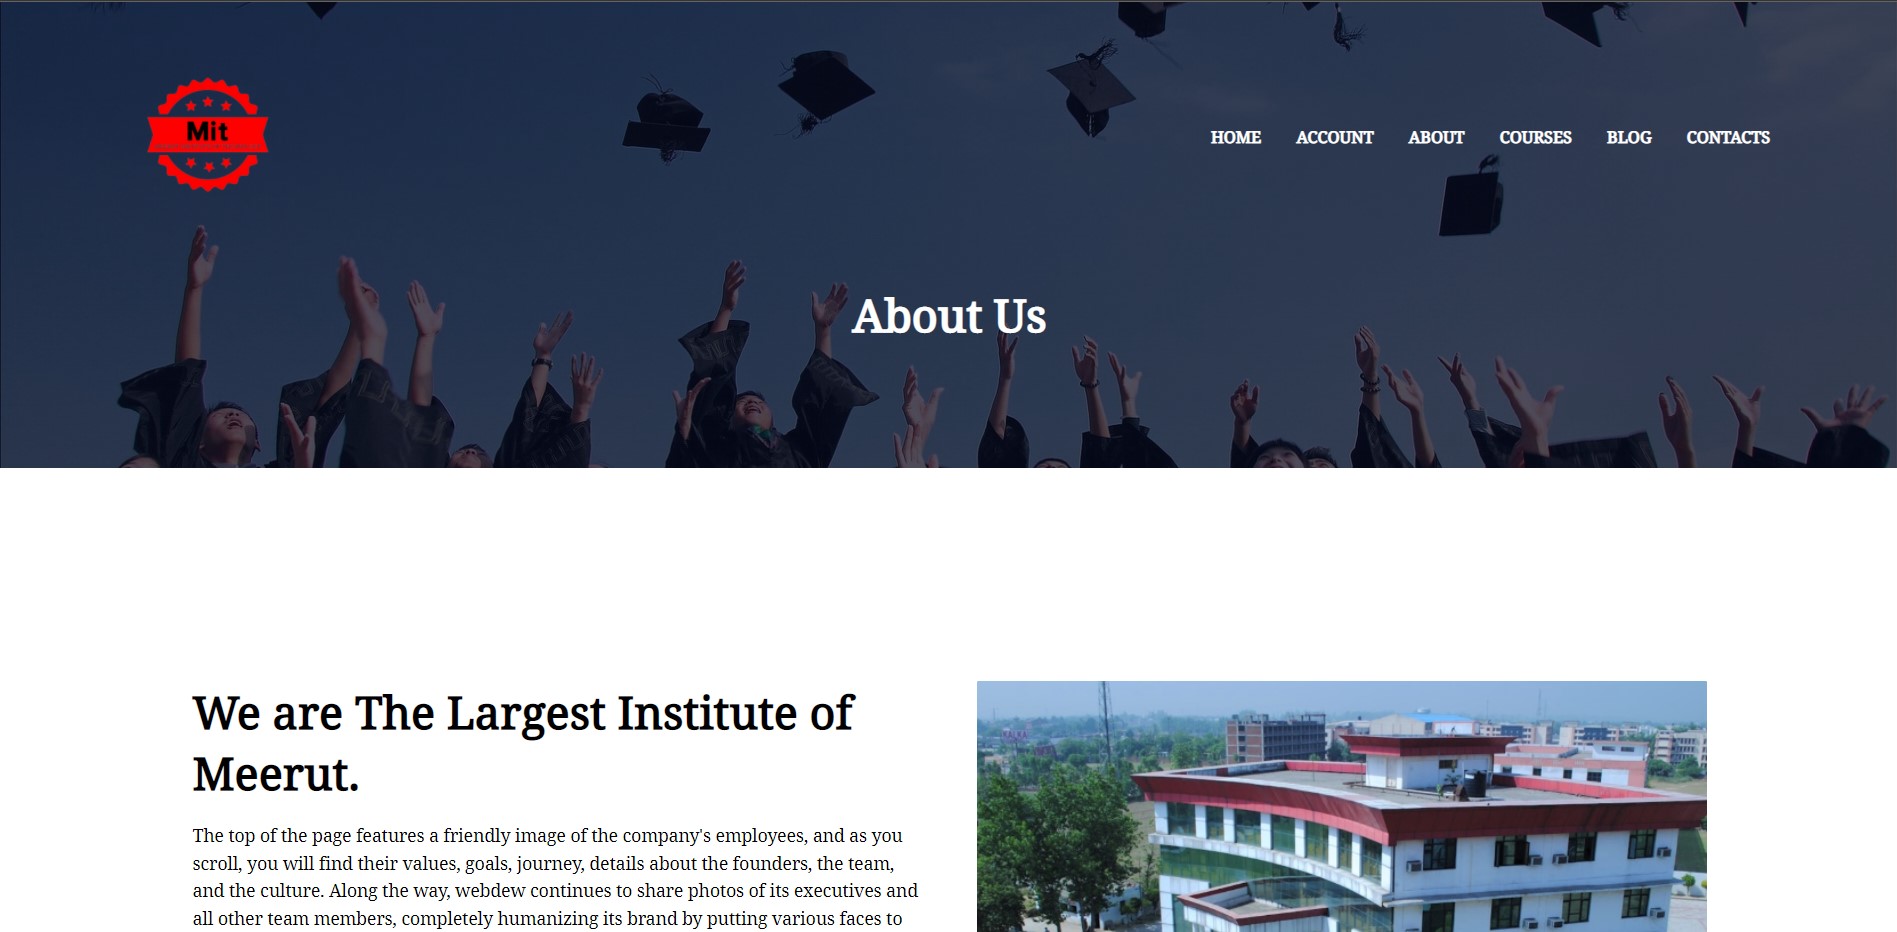 Mit
HOME ACCOUNT ABOUT COURSES BLOG CONTACTS
About Us
We are The Largest Institute of
Meerut.
The top of the page features a friendly image of the company's employees, and as you
scroll, you will find their values, goals, journey, details about the founders, the team,
and the culture. Along the way, webdew continues to share photos of its executives and
all other team members, completely humanizing its brand by putting various faces to